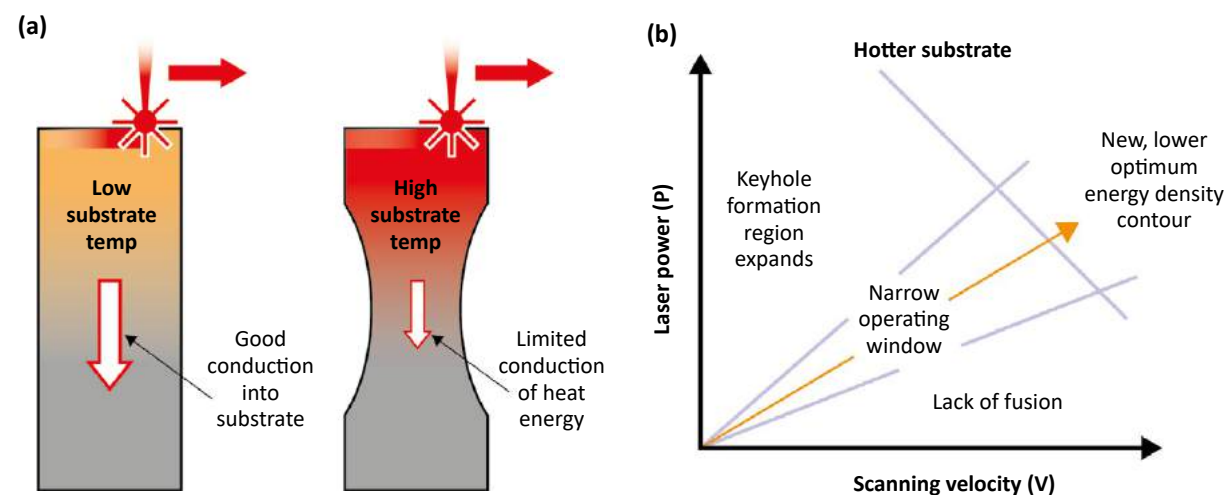 (a)
Low
substrate
temp
Good
conduction
into
substrate
High
substrate
temp
Limited
conduction
of heat
energy
(b)
Hotter substrate
Laser power (P)
Keyhole
formation
region
expands
New, lower
optimum
energy density
contour
Narrow
operating
window
Lack of fusion
Scanning velocity (V)